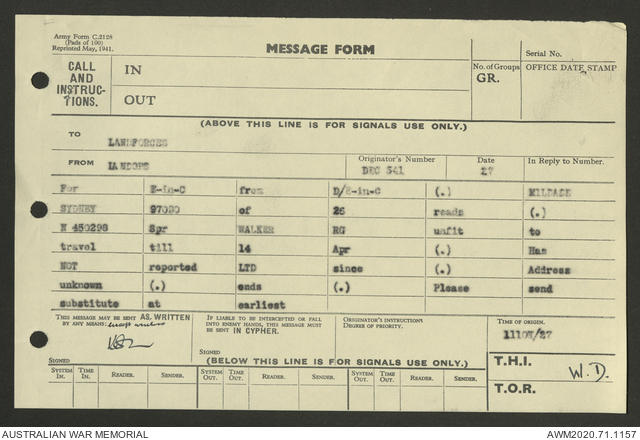 Army Form C.2128
(Pads of 100)
Reprinted May, 1941.
MESSAGE FORM
Serial No.
CALL AND INSTRUC-TIONS.
IN
OUT
No. of Groups
GR.
OFFICE DATE STAMP
(ABOVE THIS LINE IS FOR SIGNALS USE ONLY.)
TO
LANDFORCES
FROM
LANDOPS
Originator's Number
DEC 541
Date
27
In Reply to Number.
For E-in-C from D/E-in-C (.) MILBASE
SYDNEY 97030 of 26 reads (.)
N 450298 Spr WALKER RG unfit to
travel till 14 Apr (.) Has
NOT reported LTD since (.) Address
unknown (.) ends (.) Please send
substitute at earliest
THIS MESSAGE MAY BE SENT AS WRITTEN BY ANY MEANS: except wireless
IF LIABLE TO BE INTERCEPTED OR FALL INTO ENEMY HANDS, THIS MESSAGE MUST BE SENT IN CYPHER.
ORIGINATOR'S INSTRUCTIONS
DEGREE OF PRIORITY.
TIME OF ORIGIN.
1110K/27
SIGNED
SIGNED
(BELOW THIS LINE IS FOR SIGNALS USE ONLY.)
T.H.I.
T.O.R.
W.D.
SYSTEM IN. TIME IN. READER. SENDER. SYSTEM OUT. TIME OUT. READER. SENDER. SYSTEM OUT. TIME OUT. READER. SENDER.
AUSTRALIAN WAR MEMORIAL
AWM2020.71.1157